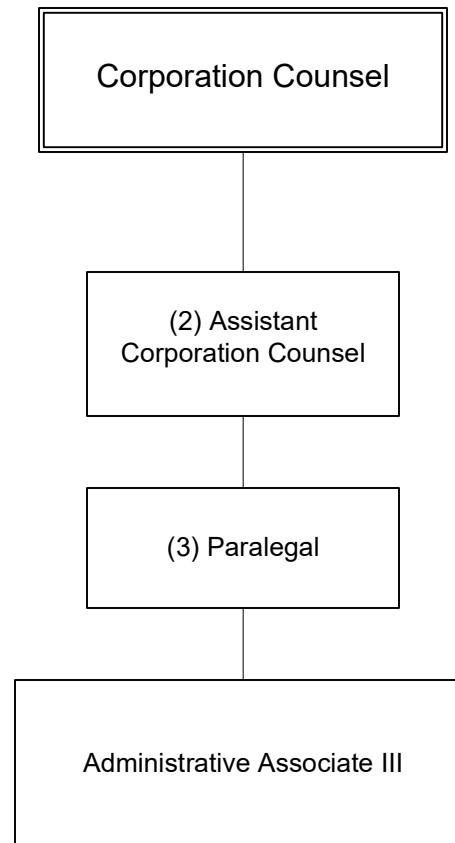 Corporation Counsel
(2) Assistant
Corporation Counsel
(3) Paralegal
Administrative Associate III